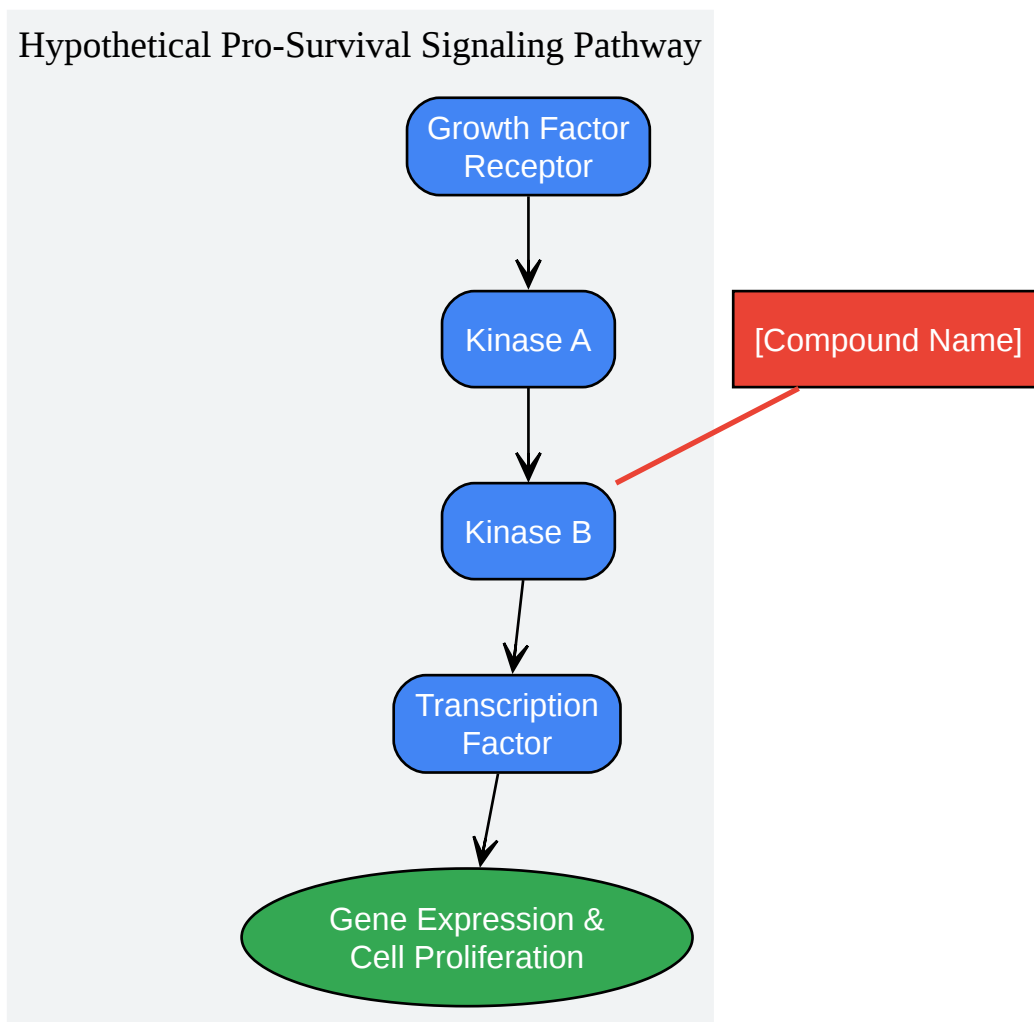 Hypothetical Pro-Survival Signaling Pathway
Growth Factor
Receptor
Kinase A
[Compound Name]
Kinase B
Transcription
Factor
Gene Expression &
Cell Proliferation